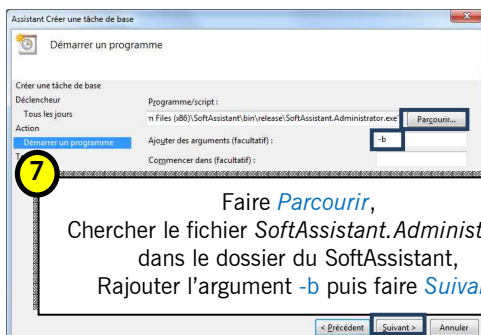 Assistant Créer une tâche de base
Démarrer un programme
Créer une tâche de base
Déclencheur
Programme/script :
Tous les jours
n Files (x86)\SoftAssistant\bin\release\SoftAssistant.Administrator.exe"
Parcourir...
Action
Démarrer un programme
Ajouter des arguments (facultatif) :
-b
Commencer dans (facultatif) :
7
Faire Parcourir,
Chercher le fichier SoftAssistant.Administ
dans le dossier du SoftAssistant,
Rajouter l'argument -b puis faire Suiva
< Précédent
Suivant >
Annuler